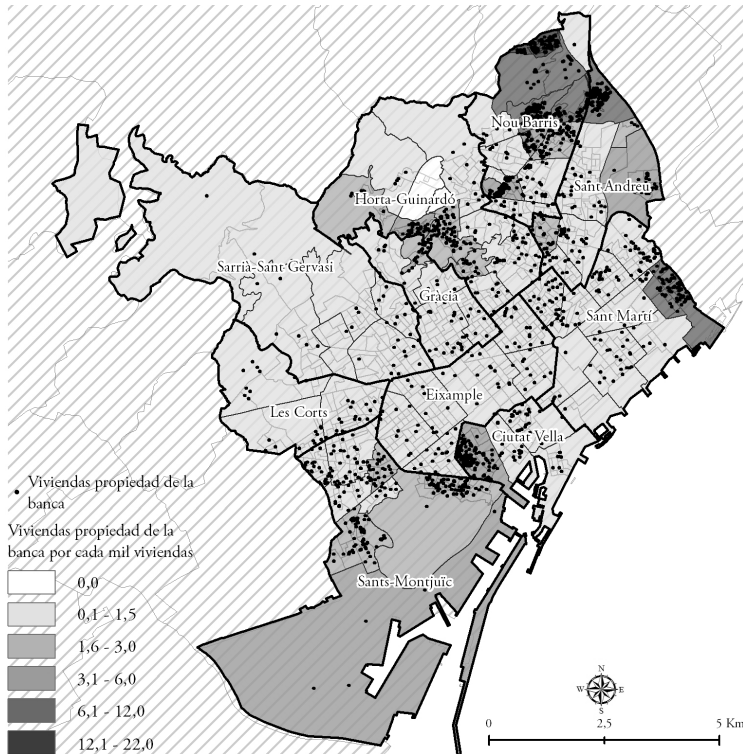 Nou Barris
Sant Andreu
Horta-Guinardó
Sarrià-Sant Gervasi
Gràcia
Sant Martí
Eixample
Les Corts
Ciutat Vella
Sants-Montjuïc
Viviendas propiedad de la
banca
Viviendas propiedad de la
banca por cada mil viviendas
0,0
0,1 - 1,5
1,6 - 3,0
3,1 - 6,0
6,1 - 12,0
12,1 - 22,0
N
W
E
S
0
2,5
5 Km